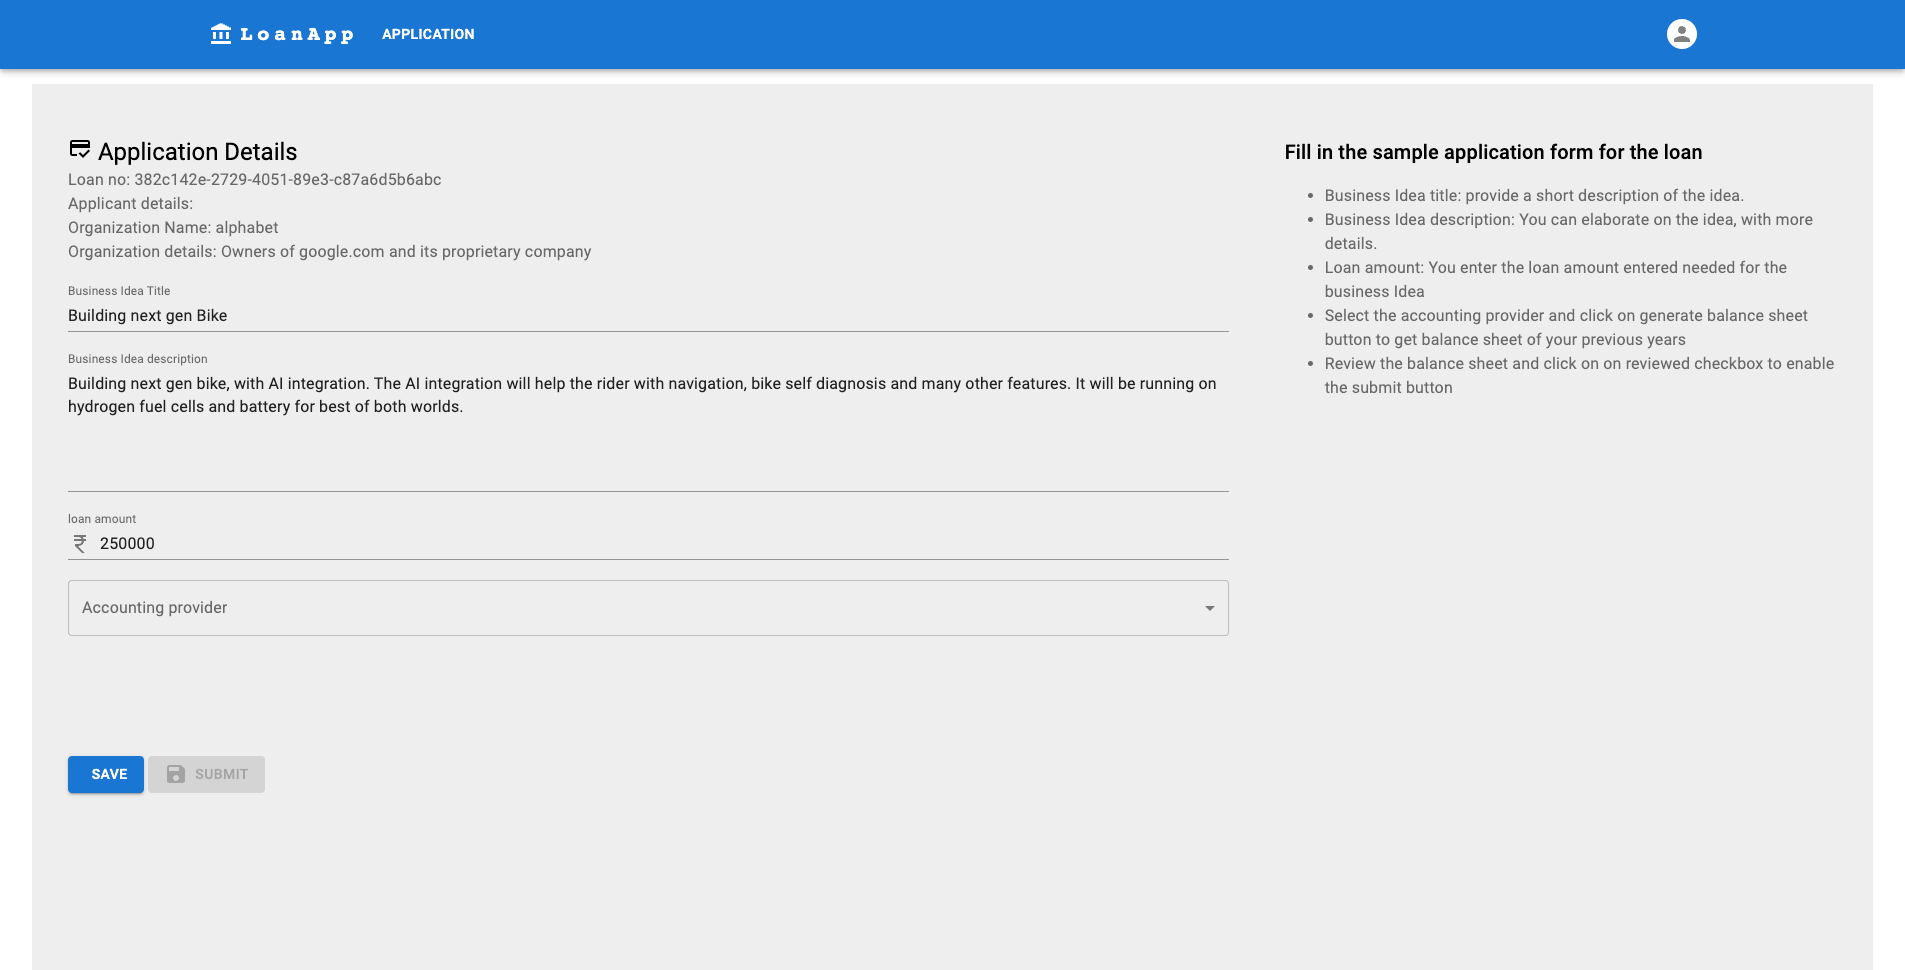 LoanApp APPLICATION
Application Details
Loan no: 382c142e-2729-4051-89e3-c87a6d5b6abc
Applicant details:
Organization Name: alphabet
Organization details: Owners of google.com and its proprietary company
Business Idea Title
Building next gen Bike
Business Idea description
Building next gen bike, with AI integration. The AI integration will help the rider with navigation, bike self diagnosis and many other features. It will be running on
hydrogen fuel cells and battery for best of both worlds.
loan amount
₹ 250000
Accounting provider
SAVE SUBMIT
Fill in the sample application form for the loan
• Business Idea title: provide a short description of the idea.
• Business Idea description: You can elaborate on the idea, with more
details.
• Loan amount: You enter the loan amount entered needed for the
business Idea
• Select the accounting provider and click on generate balance sheet
button to get balance sheet of your previous years
• Review the balance sheet and click on on reviewed checkbox to enable
the submit button